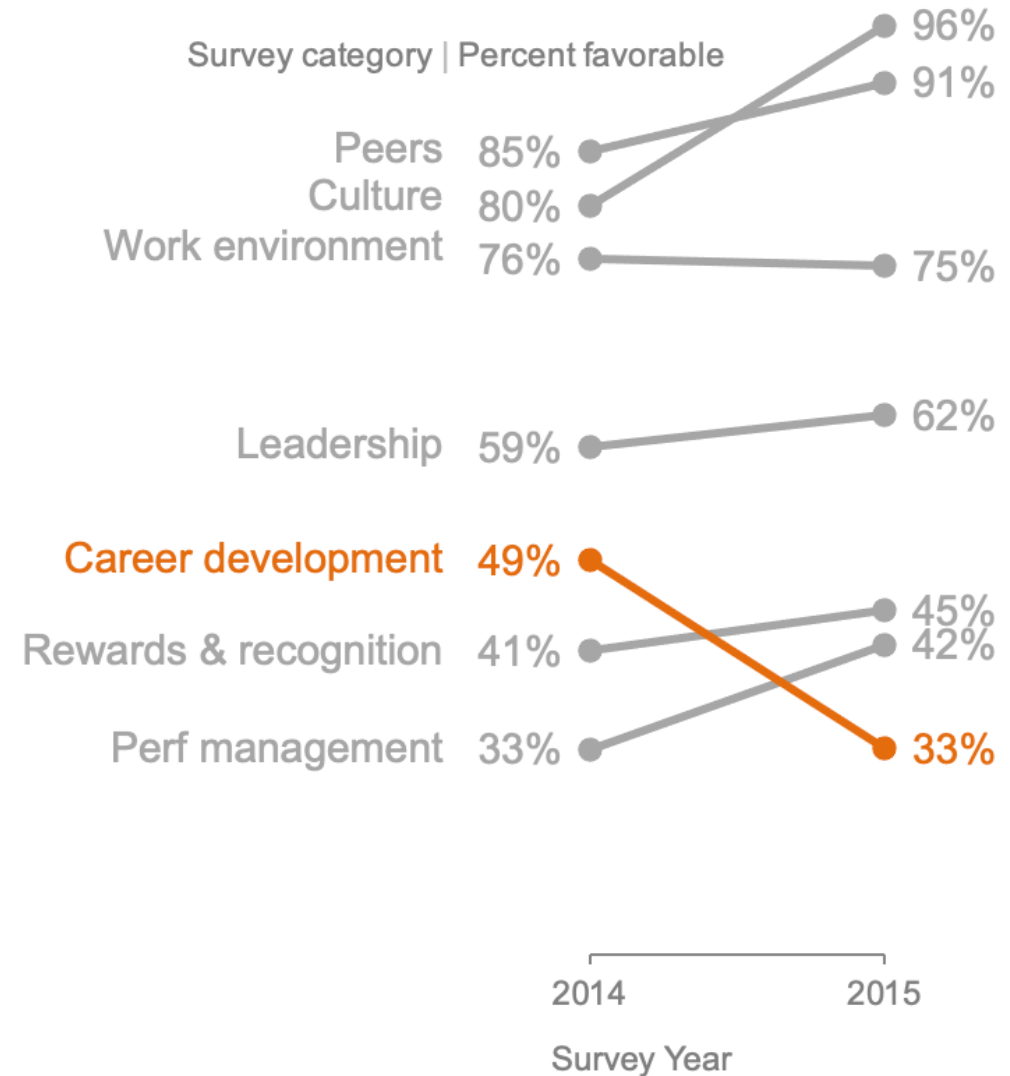 Survey category | Percent favorable
96%
91%
Peers 85%
Culture 80%
Work environment 76%
75%
Leadership 59%
62%
Career development 49%
Rewards & recognition 41%
45%
42%
Perf management 33%
33%
2014 2015
Survey Year